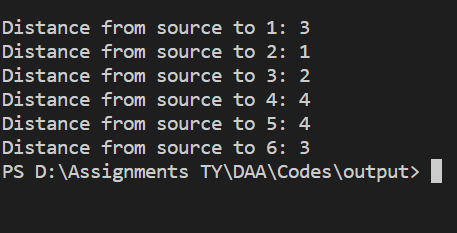 Distance from source to 1: 3
Distance from source to 2: 1
Distance from source to 3: 2
Distance from source to 4: 4
Distance from source to 5: 4
Distance from source to 6: 3
PS D:\Assignments TY\DAA\Codes\output>